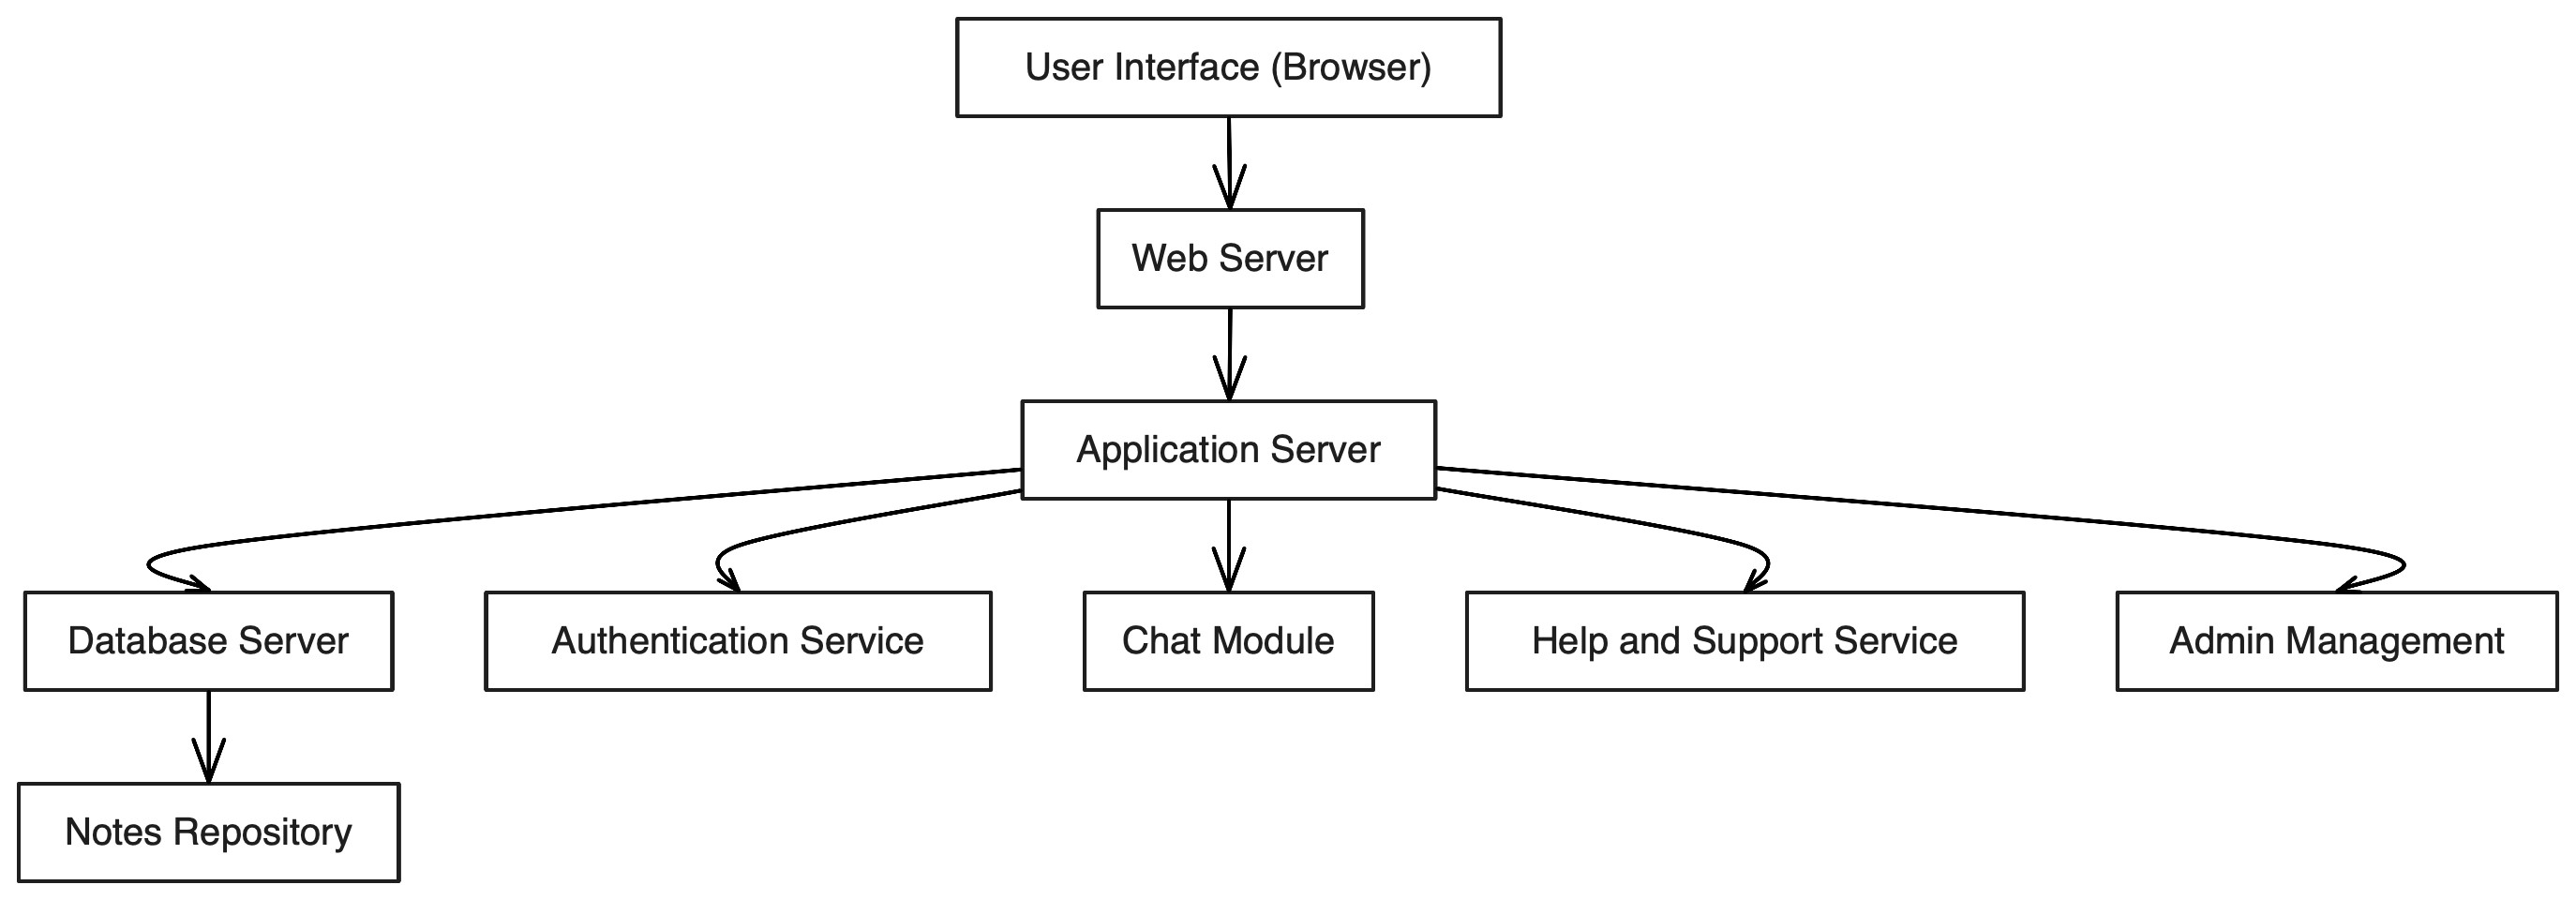 User Interface (Browser)
Web Server
Application Server
Database Server
Authentication Service
Chat Module
Help and Support Service
Admin Management
Notes Repository